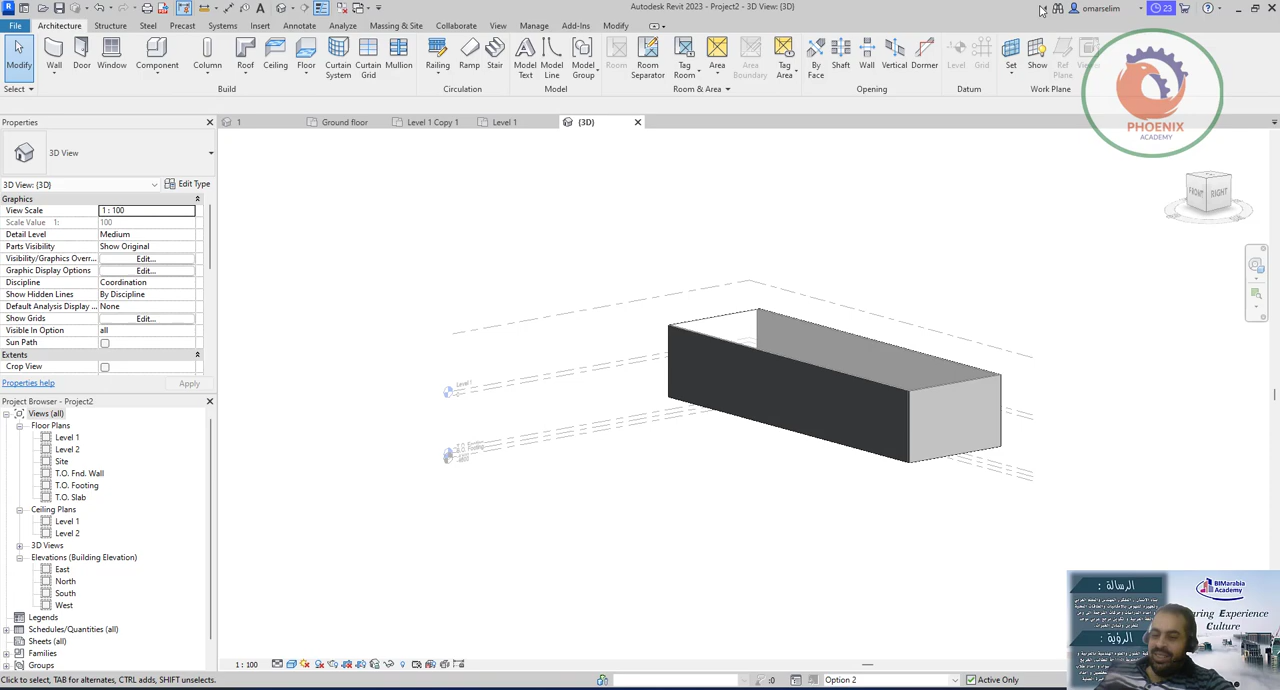 Autodesk Revit 2023 - Project2 - 3D View: {3D}
omarselim
23
File Architecture Structure Steel Precast Systems Insert Annotate Analyze Massing & Site Collaborate View Manage Add-Ins Modify
Modify Wall Door Window Component Column Roof Ceiling Floor Curtain System Curtain Grid Mullion Railing Ramp Stair Model Text Model Line Model Group Room Room Separator Tag Room Area Area Boundary Tag Area By Face Shaft Wall Vertical Dormer Level Grid Set Show Ref Plane
Select Build Circulation Model Room & Area Opening Datum Work Plane
PHOENIX
ACADEMY
Properties
1 Ground floor Level 1 Copy 1 Level 1 {3D}
3D View
3D View: {3D} Edit Type
Graphics
View Scale 1 : 100
Scale Value 1: 100
Detail Level Medium
Parts Visibility Show Original
Visibility/Graphics Overr... Edit...
Graphic Display Options Edit...
Discipline Coordination
Show Hidden Lines By Discipline
Default Analysis Display ... None
Show Grids Edit...
Visible In Option all
Sun Path
Extents
Crop View
Properties help Apply
Project Browser - Project2
Views (all)
Floor Plans
Level 1
Level 2
Site
T.O. Fnd. Wall
T.O. Footing
T.O. Slab
Ceiling Plans
Level 1
Level 2
3D Views
Elevations (Building Elevation)
East
North
South
West
Legends
Schedules/Quantities (all)
Sheets (all)
Families
Groups
FRONT RIGHT
Level 1
T.O. Footing
الرسالة :
BIMarabia
Academy
Experience
Culture
الرؤية :
1 : 100
Click to select, TAB for alternates, CTRL adds, SHIFT unselects.
:0 Option 2 Active Only